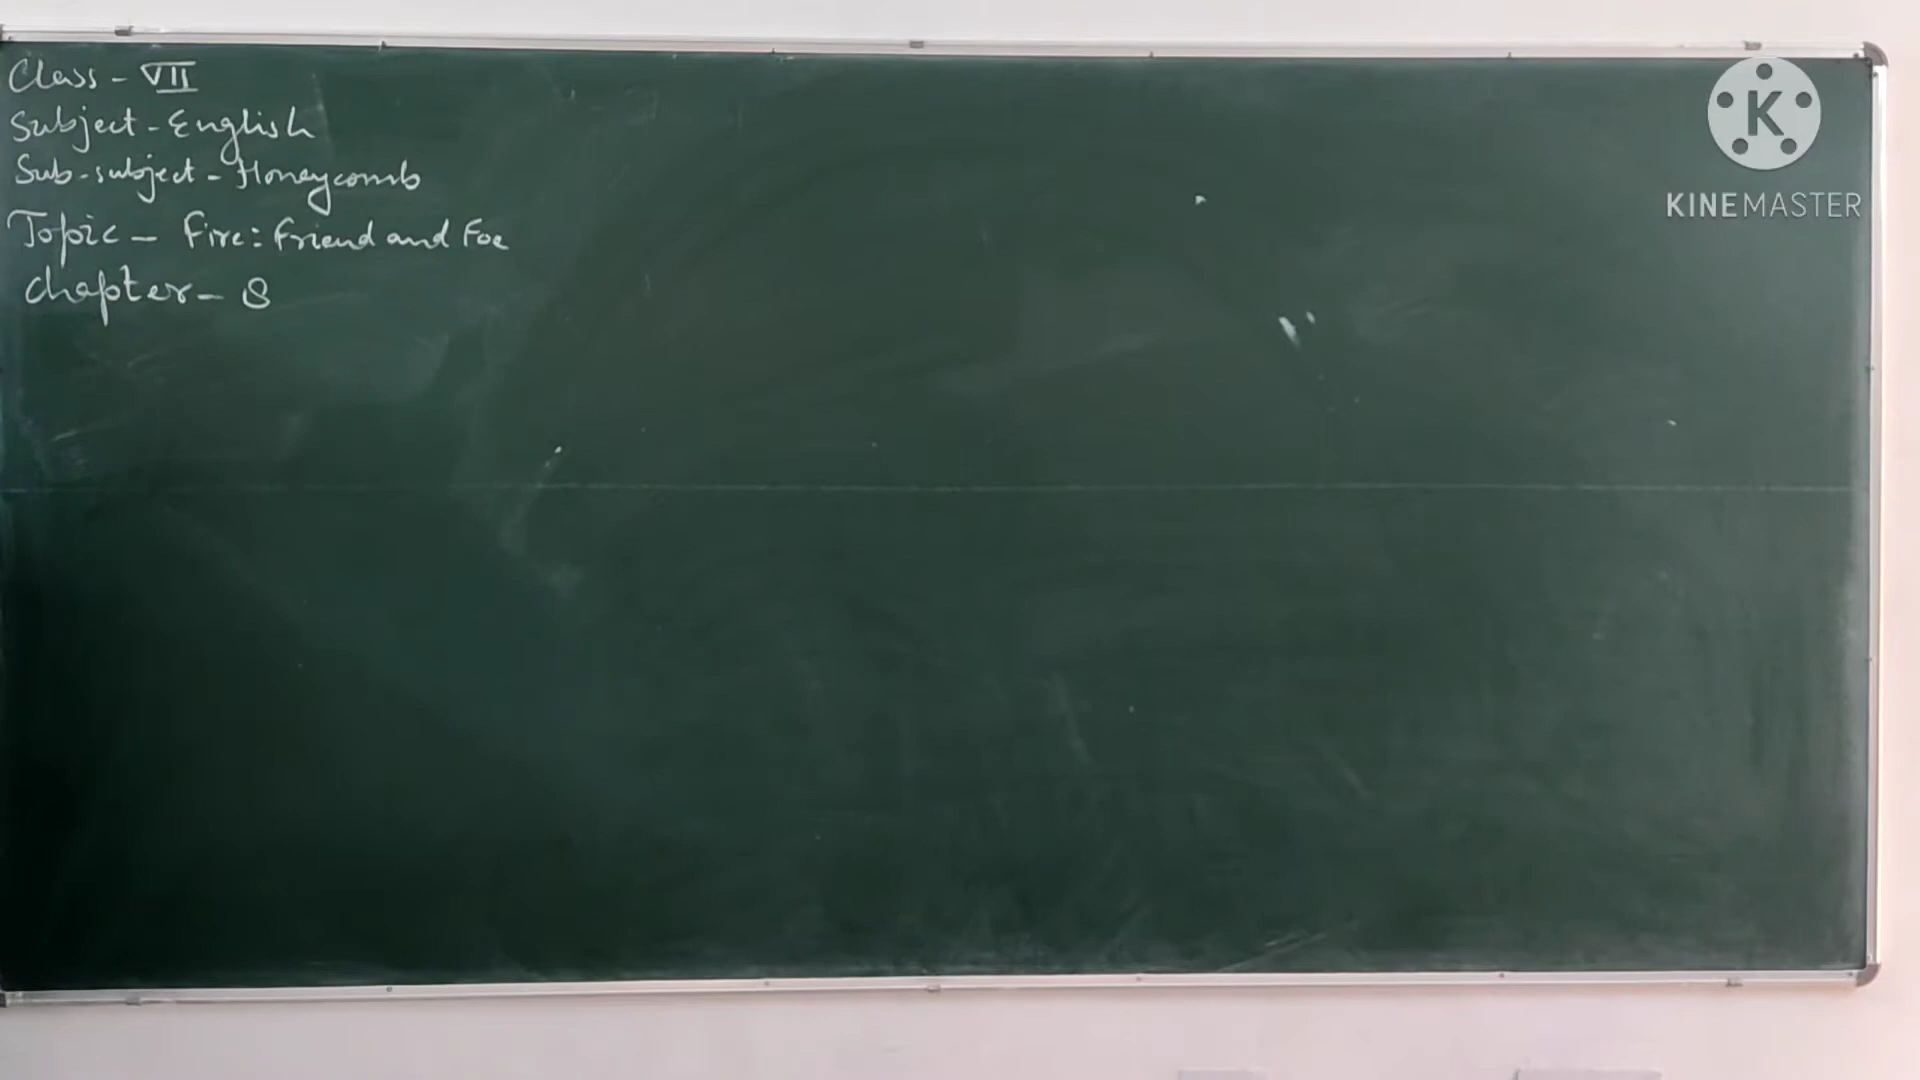 Class - VII
Subject - English
Sub-subject - Honeycomb
Topic - Fire: Friend and Foe
Chapter - 8
K
KINEMASTER